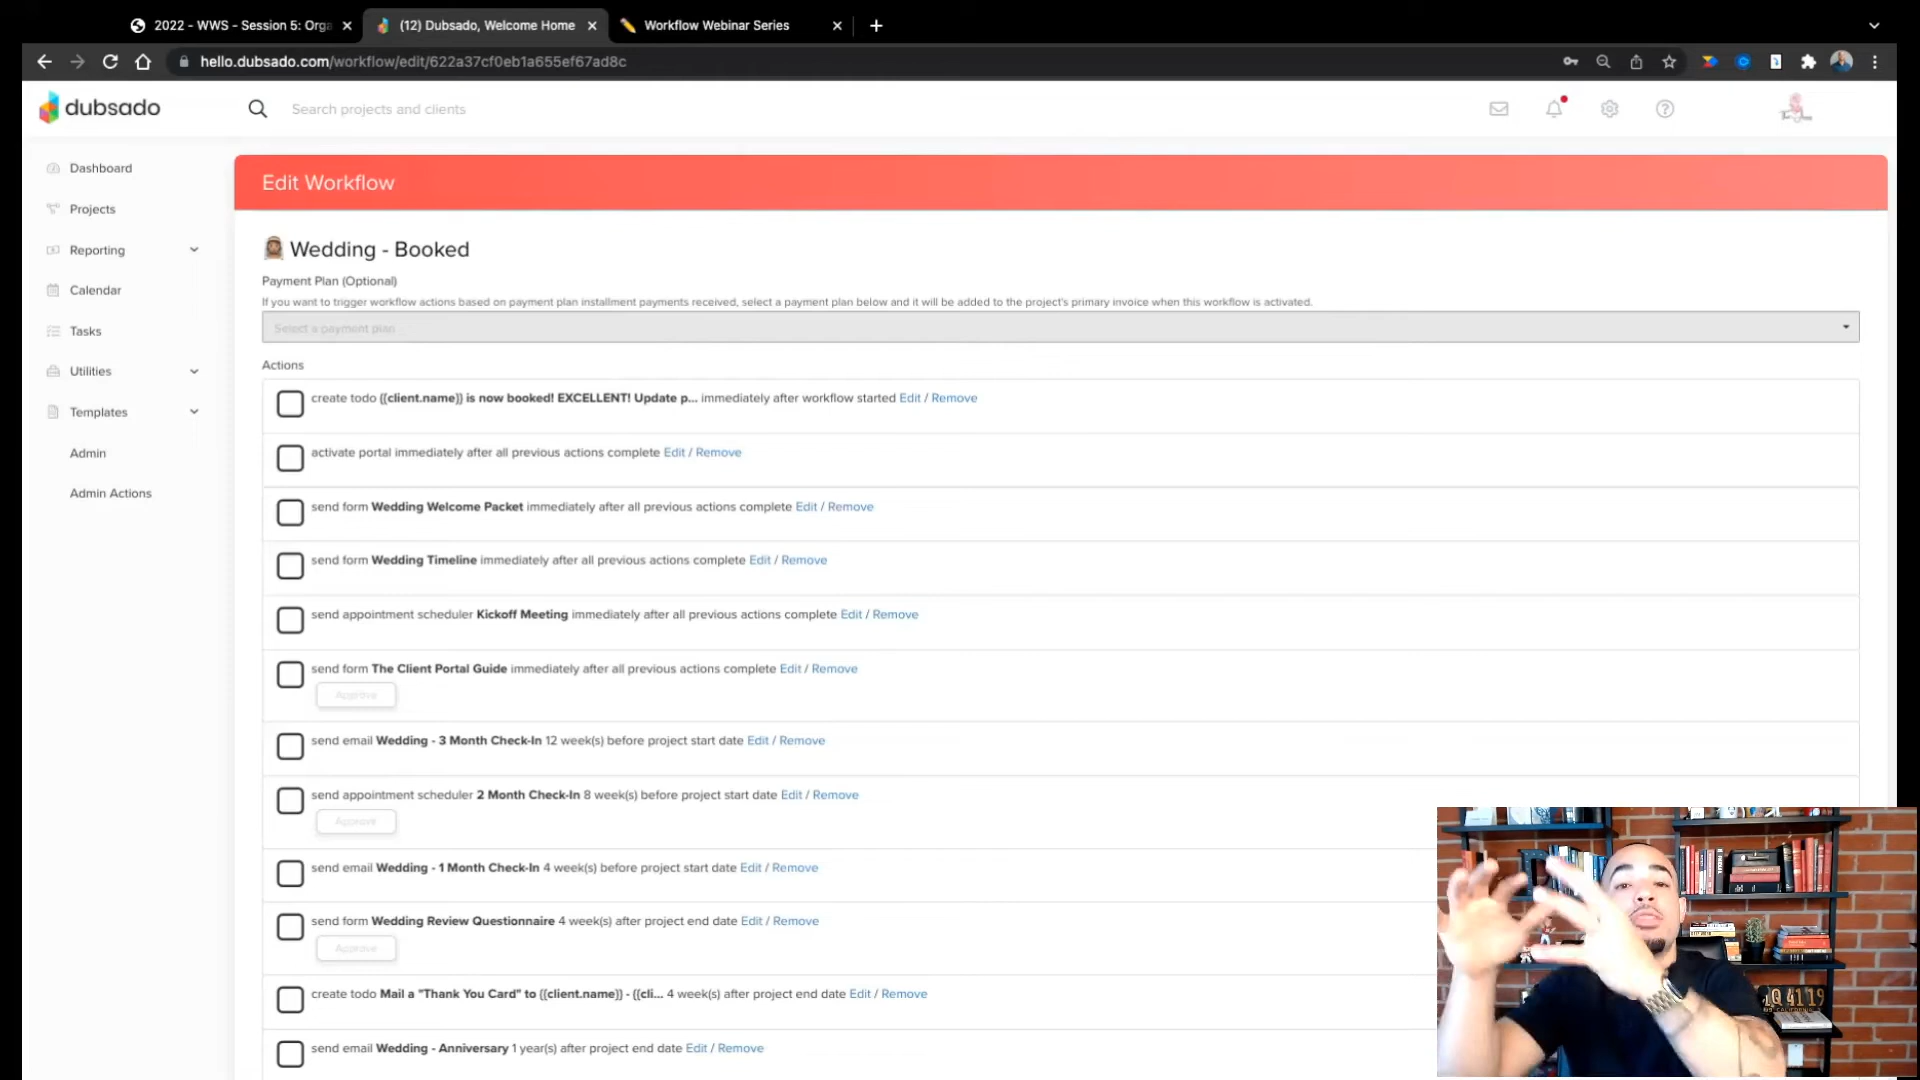 2022 - WWS - Session 5: Orga
(12) Dubsado, Welcome Home
Workflow Webinar Series
hello.dubsado.com/workflow/edit/622a37cf0eb1a655ef67ad8c
dubsado
Search projects and clients
Dashboard
Projects
Reporting
Calendar
Tasks
Utilities
Templates
Admin
Admin Actions
Edit Workflow
Wedding - Booked
Payment Plan (Optional)
If you want to trigger workflow actions based on payment plan installment payments received, select a payment plan below and it will be added to the project's primary invoice when this workflow is activated.
Select a payment plan
Actions
create todo {{client.name}} is now booked! EXCELLENT! Update p... immediately after workflow started Edit / Remove
activate portal immediately after all previous actions complete Edit / Remove
send form Wedding Welcome Packet immediately after all previous actions complete Edit / Remove
send form Wedding Timeline immediately after all previous actions complete Edit / Remove
send appointment scheduler Kickoff Meeting immediately after all previous actions complete Edit / Remove
send form The Client Portal Guide immediately after all previous actions complete Edit / Remove
Approve
send email Wedding - 3 Month Check-In 12 week(s) before project start date Edit / Remove
send appointment scheduler 2 Month Check-In 8 week(s) before project start date Edit / Remove
Approve
send email Wedding - 1 Month Check-In 4 week(s) before project start date Edit / Remove
send form Wedding Review Questionnaire 4 week(s) after project end date Edit / Remove
Approve
create todo Mail a "Thank You Card" to {{client.name}} - {{cli... 4 week(s) after project end date Edit / Remove
send email Wedding - Anniversary 1 year(s) after project end date Edit / Remove